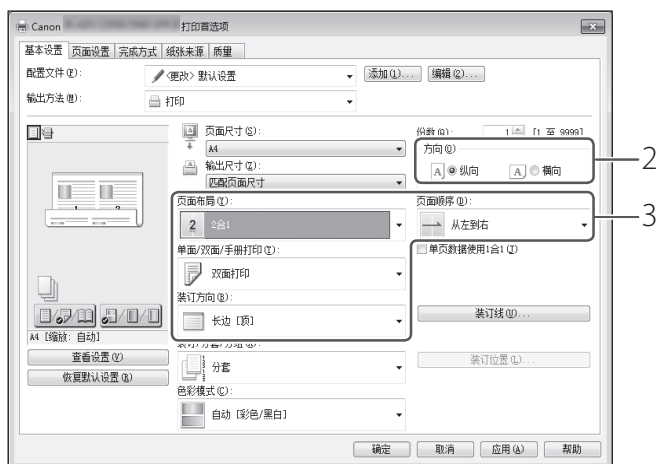 Canon 打印首选项
基本设置 页面设置 完成方式 纸张来源 质量
配置文件(F): <更改> 默认设置 添加(1)... 编辑(2)...
输出方法(M): 打印
页面尺寸(S):
A4
输出尺寸(Z):
匹配页面尺寸
份数(Q): 1 [1 至 9999]
方向(O)
A 纵向 A 横向
2
页面布局(Y):
2 2合1
页面顺序(D):
从左到右
3
单页数据使用1合1(J)
单面/双面/手册打印(I):
双面打印
装订方向(B):
长边 [顶]
装订线(U)...
1 2
A4 [缩放: 自动]
查看设置(V)
恢复默认设置(R)
分套
装订位置(L)...
色彩模式(C):
自动 [彩色/黑白]
确定 取消 应用(A) 帮助